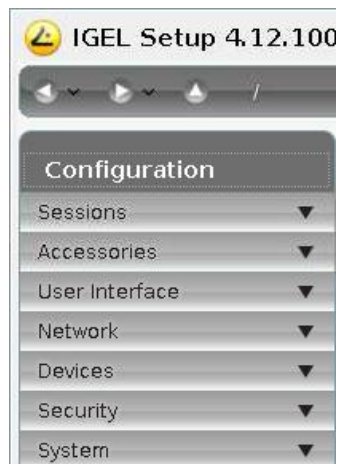 IGEL Setup 4.12.100
/
Configuration
Sessions
Accessories
User Interface
Network
Devices
Security
System